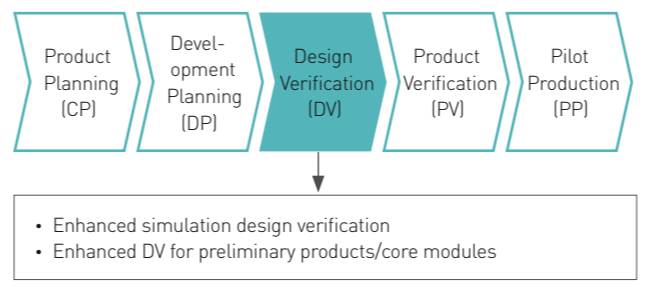 Product
Planning
(CP)
Devel-
opment
Planning
(DP)
Design
Verification
(DV)
Product
Verification
(PV)
Pilot
Production
(PP)
• Enhanced simulation design verification
• Enhanced DV for preliminary products/core modules